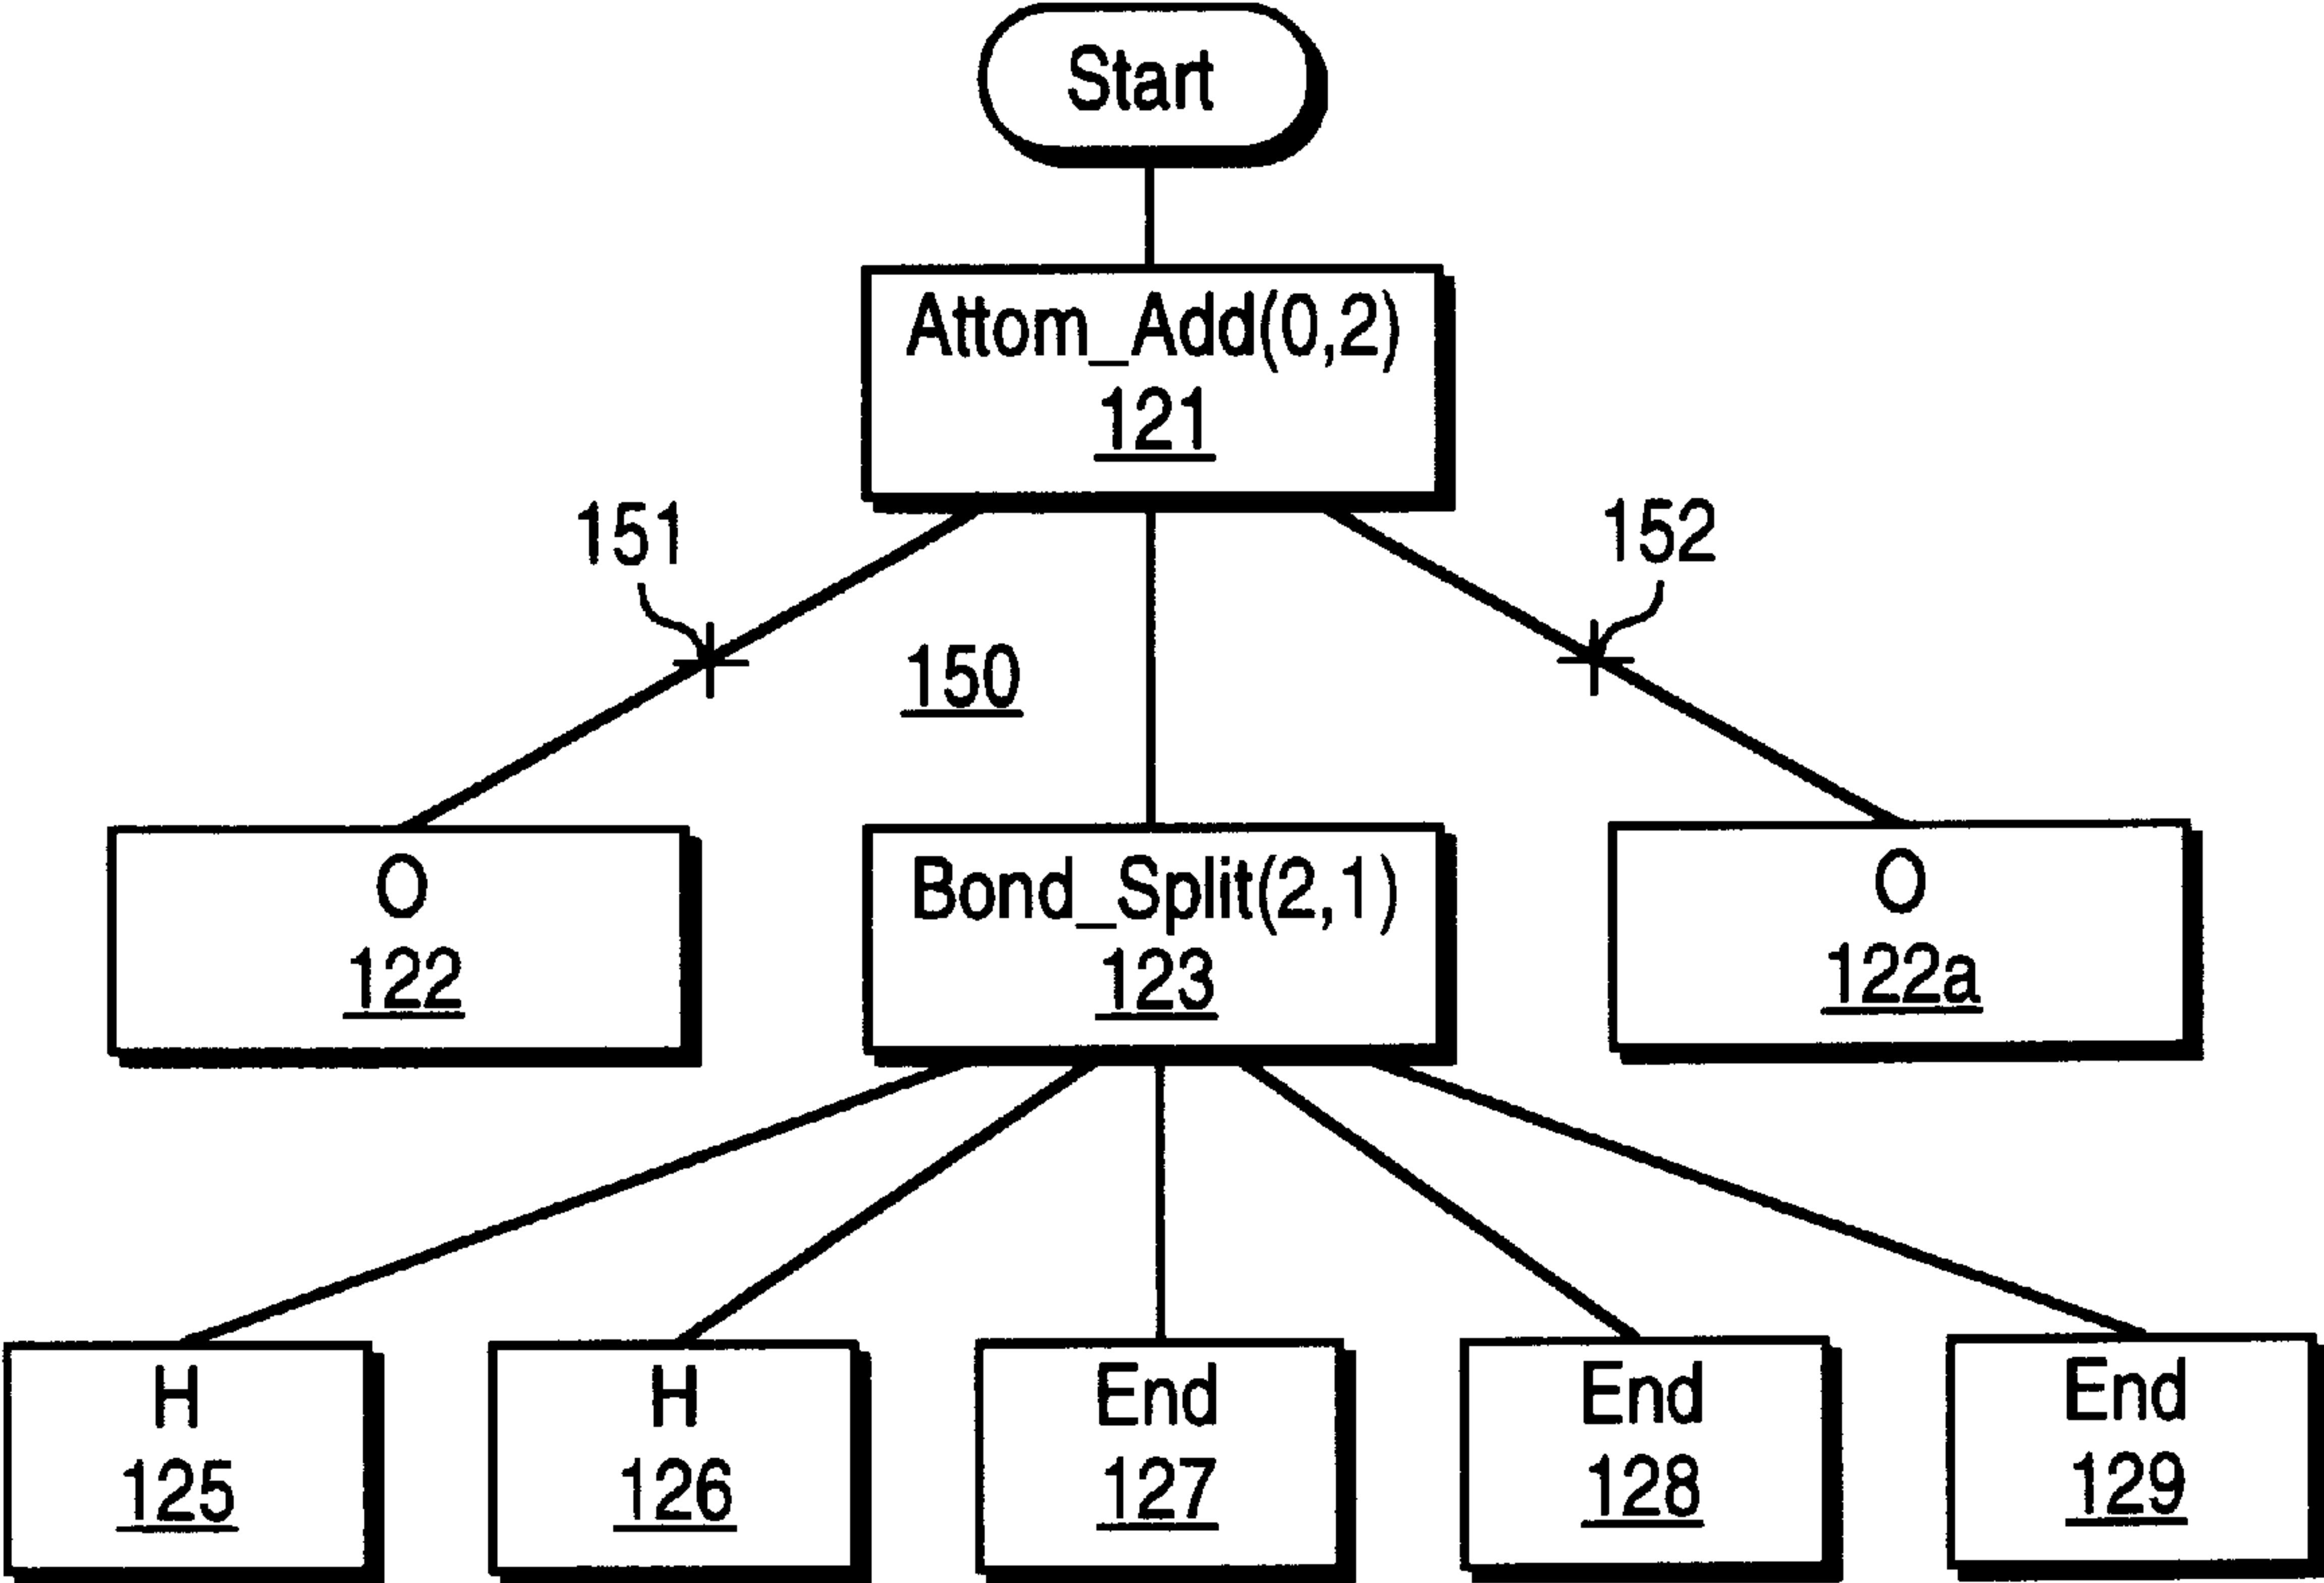 Start
Attom_Add(0,2)
121
151
152
150
O
122
Bond_Split(2,1)
123
O
122a
H
125
H
126
End
127
End
128
End
129